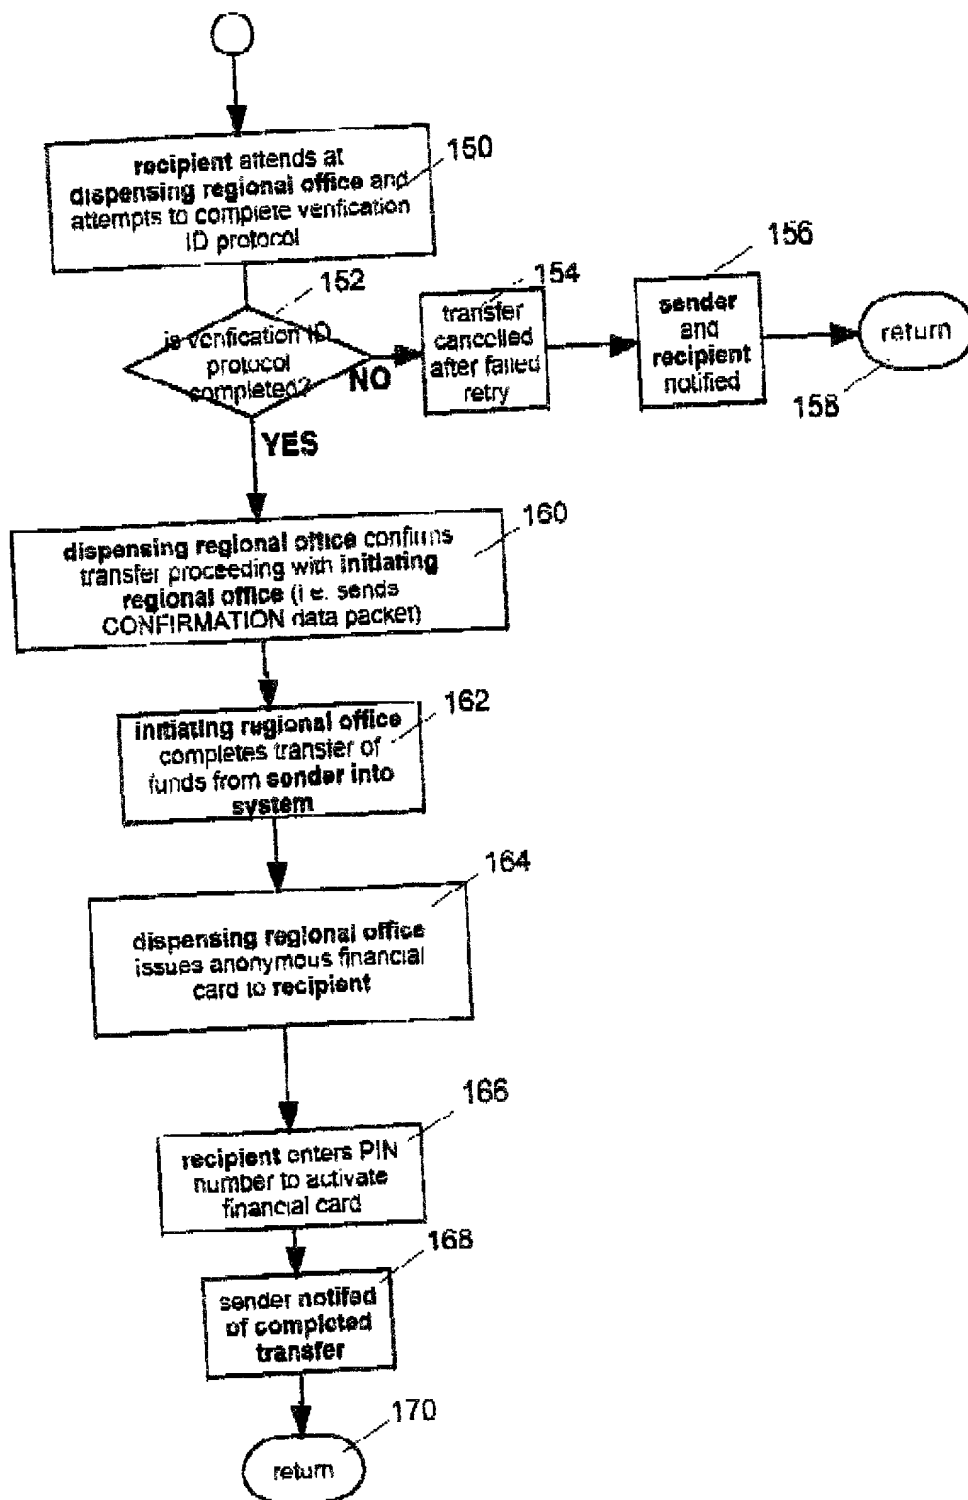 recipient attends at
dispensing regional office and
attempts to complete verification
ID protocol
150
152
is verification ID
protocol
completed?
NO
YES
154
transfer
cancelled
after failed
retry
156
sender
and
recipient
notified
return
158
160
dispensing regional office confirms
transfer proceeding with initiating
regional office (i.e. sends
CONFIRMATION data packet)
162
initiating regional office
completes transfer of
funds from sender into
system
164
dispensing regional office
issues anonymous financial
card to recipient
166
recipient enters PIN
number to activate
financial card
168
sender notifed
of completed
transfer
170
return